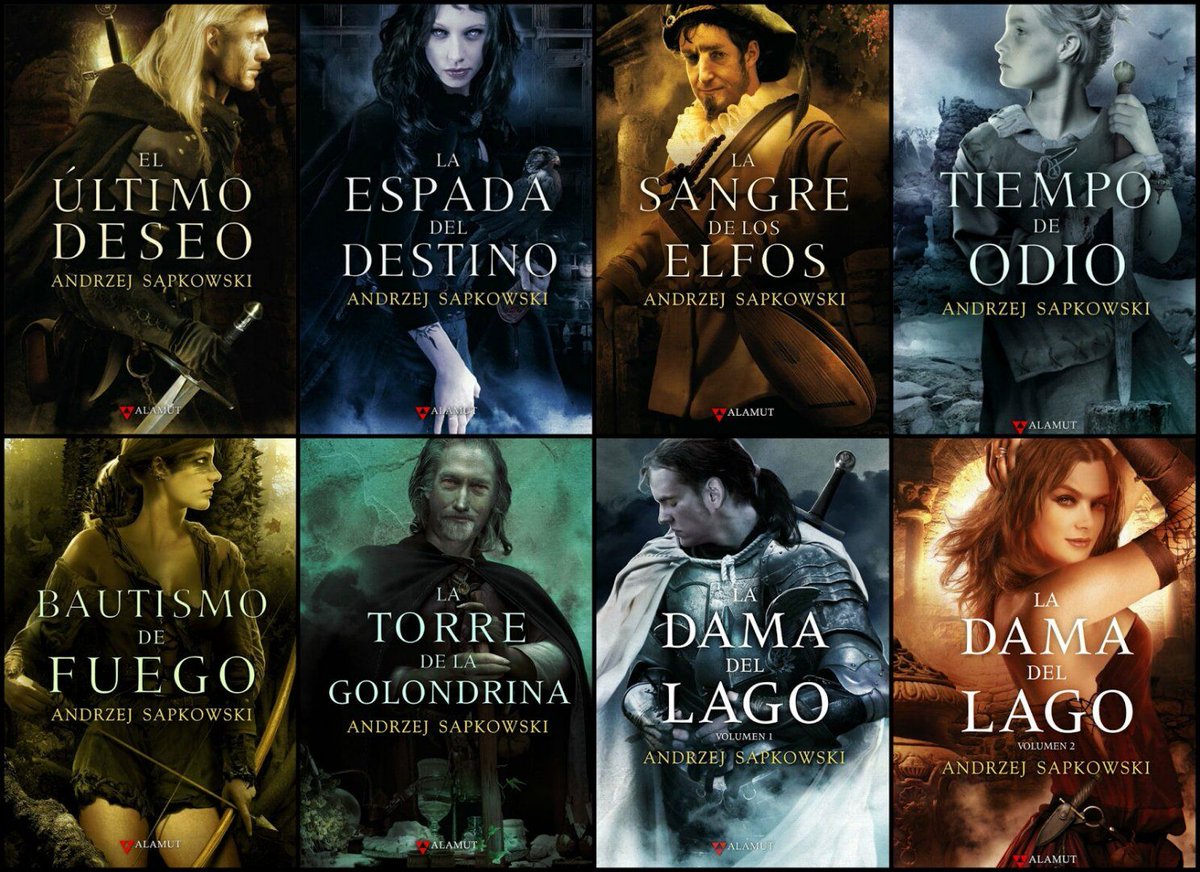 EL
ÚLTIMO
DESEO
ANDRZEJ SAPKOWSKI
ALAMUT
LA
ESPADA
DEL
DESTINO
ANDRZEJ SAPKOWSKI
ALAMUT
LA
SANGRE
DE LOS
ELFOS
ANDRZEJ SAPKOWSKI
ALAMUT
TIEMPO
DE
ODIO
ANDRZEJ SAPKOWSKI
ALAMUT
BAUTISMO
DE
FUEGO
ANDRZEJ SAPKOWSKI
ALAMUT
LA
TORRE
DE LA
GOLONDRINA
ANDRZEJ SAPKOWSKI
ALAMUT
LA
DAMA
DEL
LAGO
VOLUMEN 1
ANDRZEJ SAPKOWSKI
ALAMUT
LA
DAMA
DEL
LAGO
VOLUMEN 2
ANDRZEJ SAPKOWSKI
ALAMUT